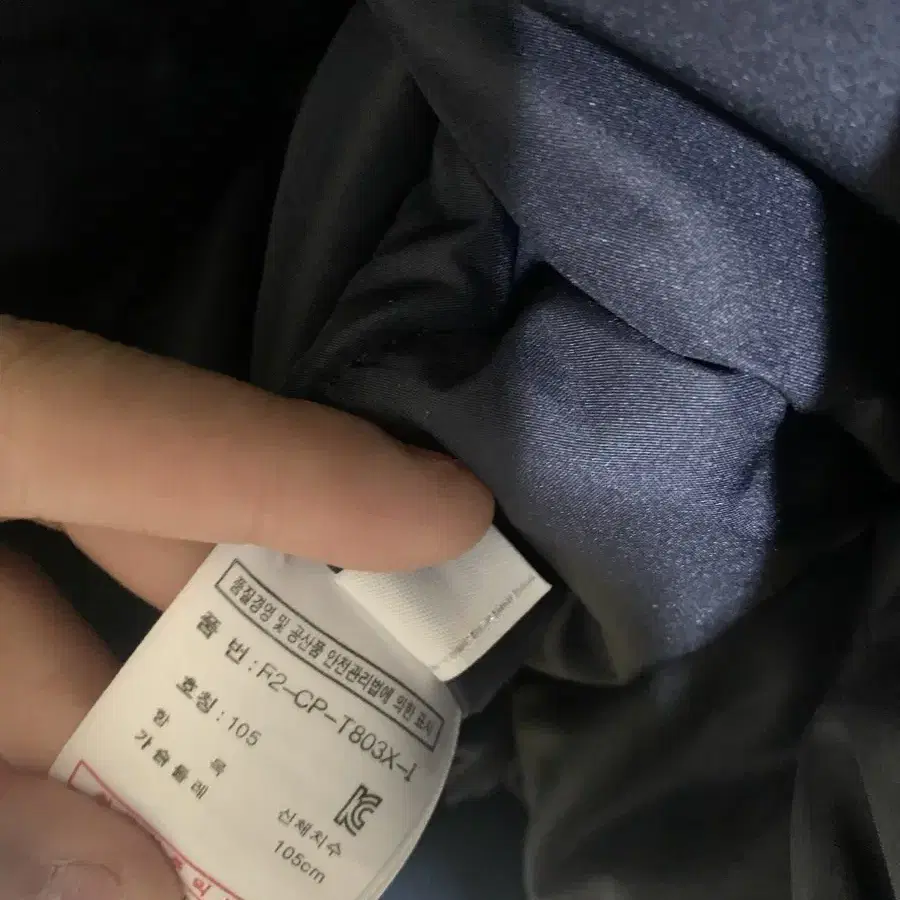 품질경영 및 공산품 안전관리법에 의한 표시
품 번 : F2-CP-T803X-I
호칭 : 105
항 목
신체치수
가슴둘레
105cm